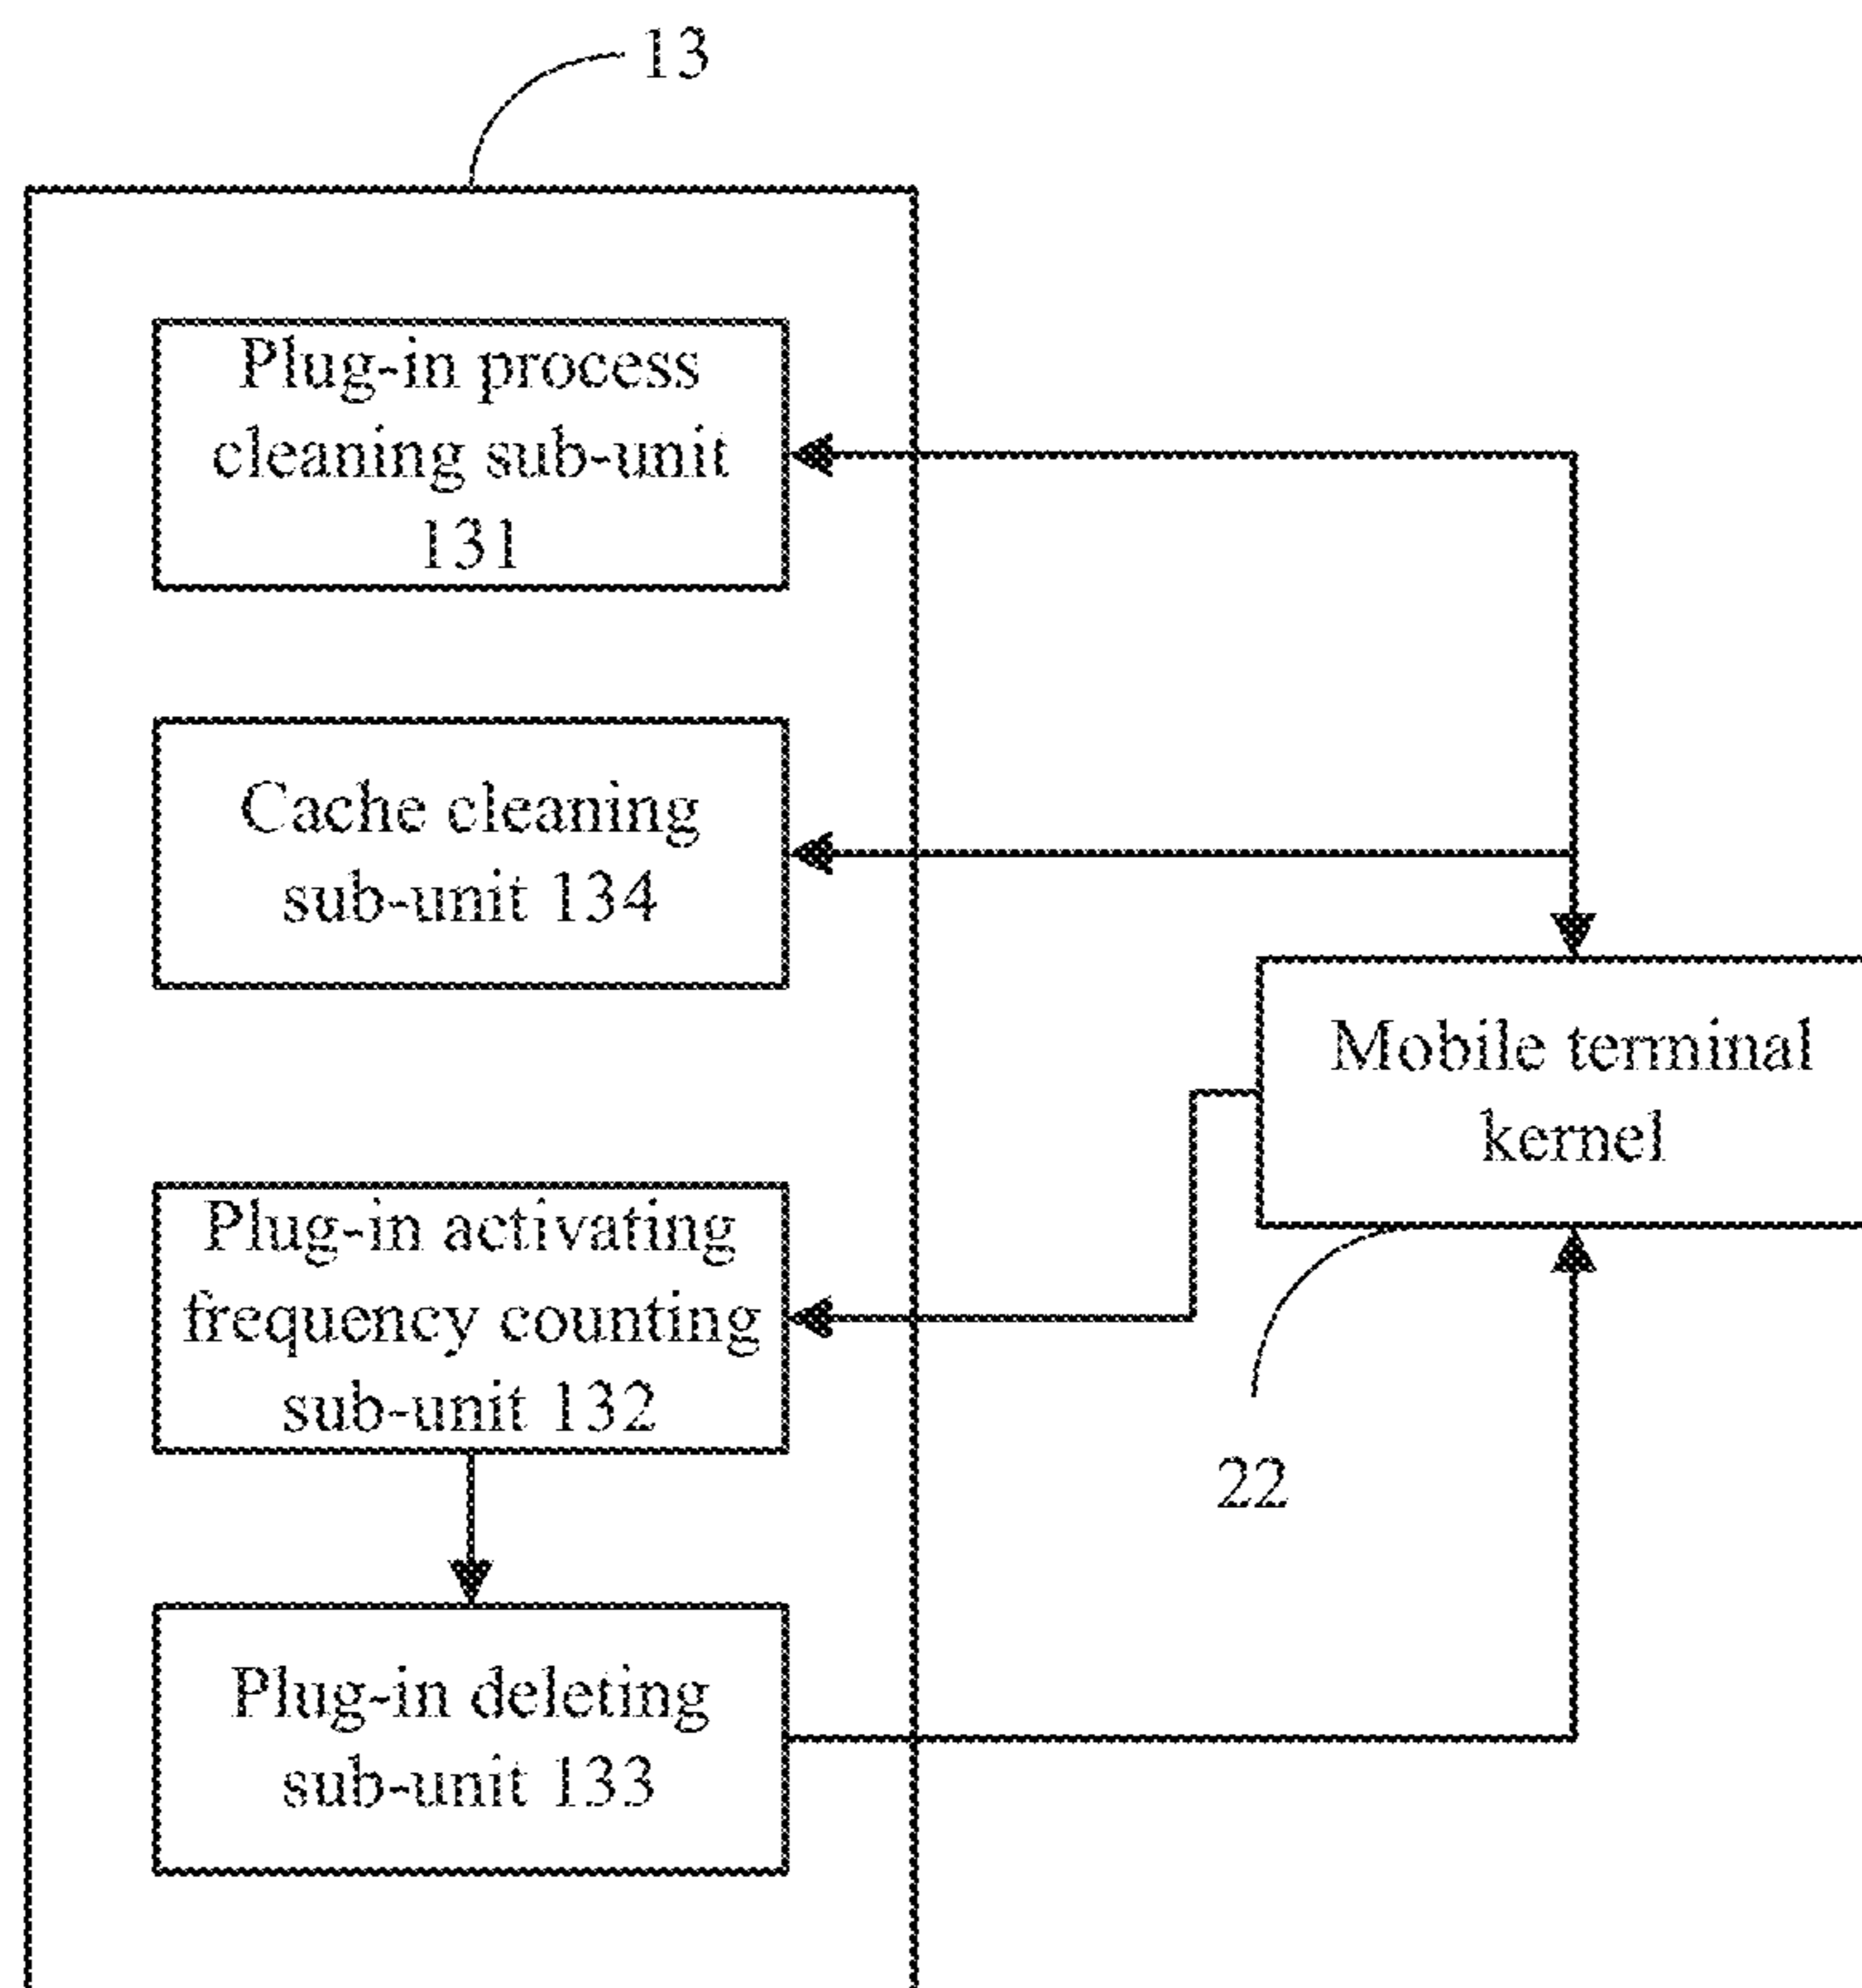 13
Plug-in process
cleaning sub-unit
131
Cache cleaning
sub-unit 134
Mobile terminal
kernel
Plug-in activating
frequency counting
sub-unit 132
22
Plug-in deleting
sub-unit 133